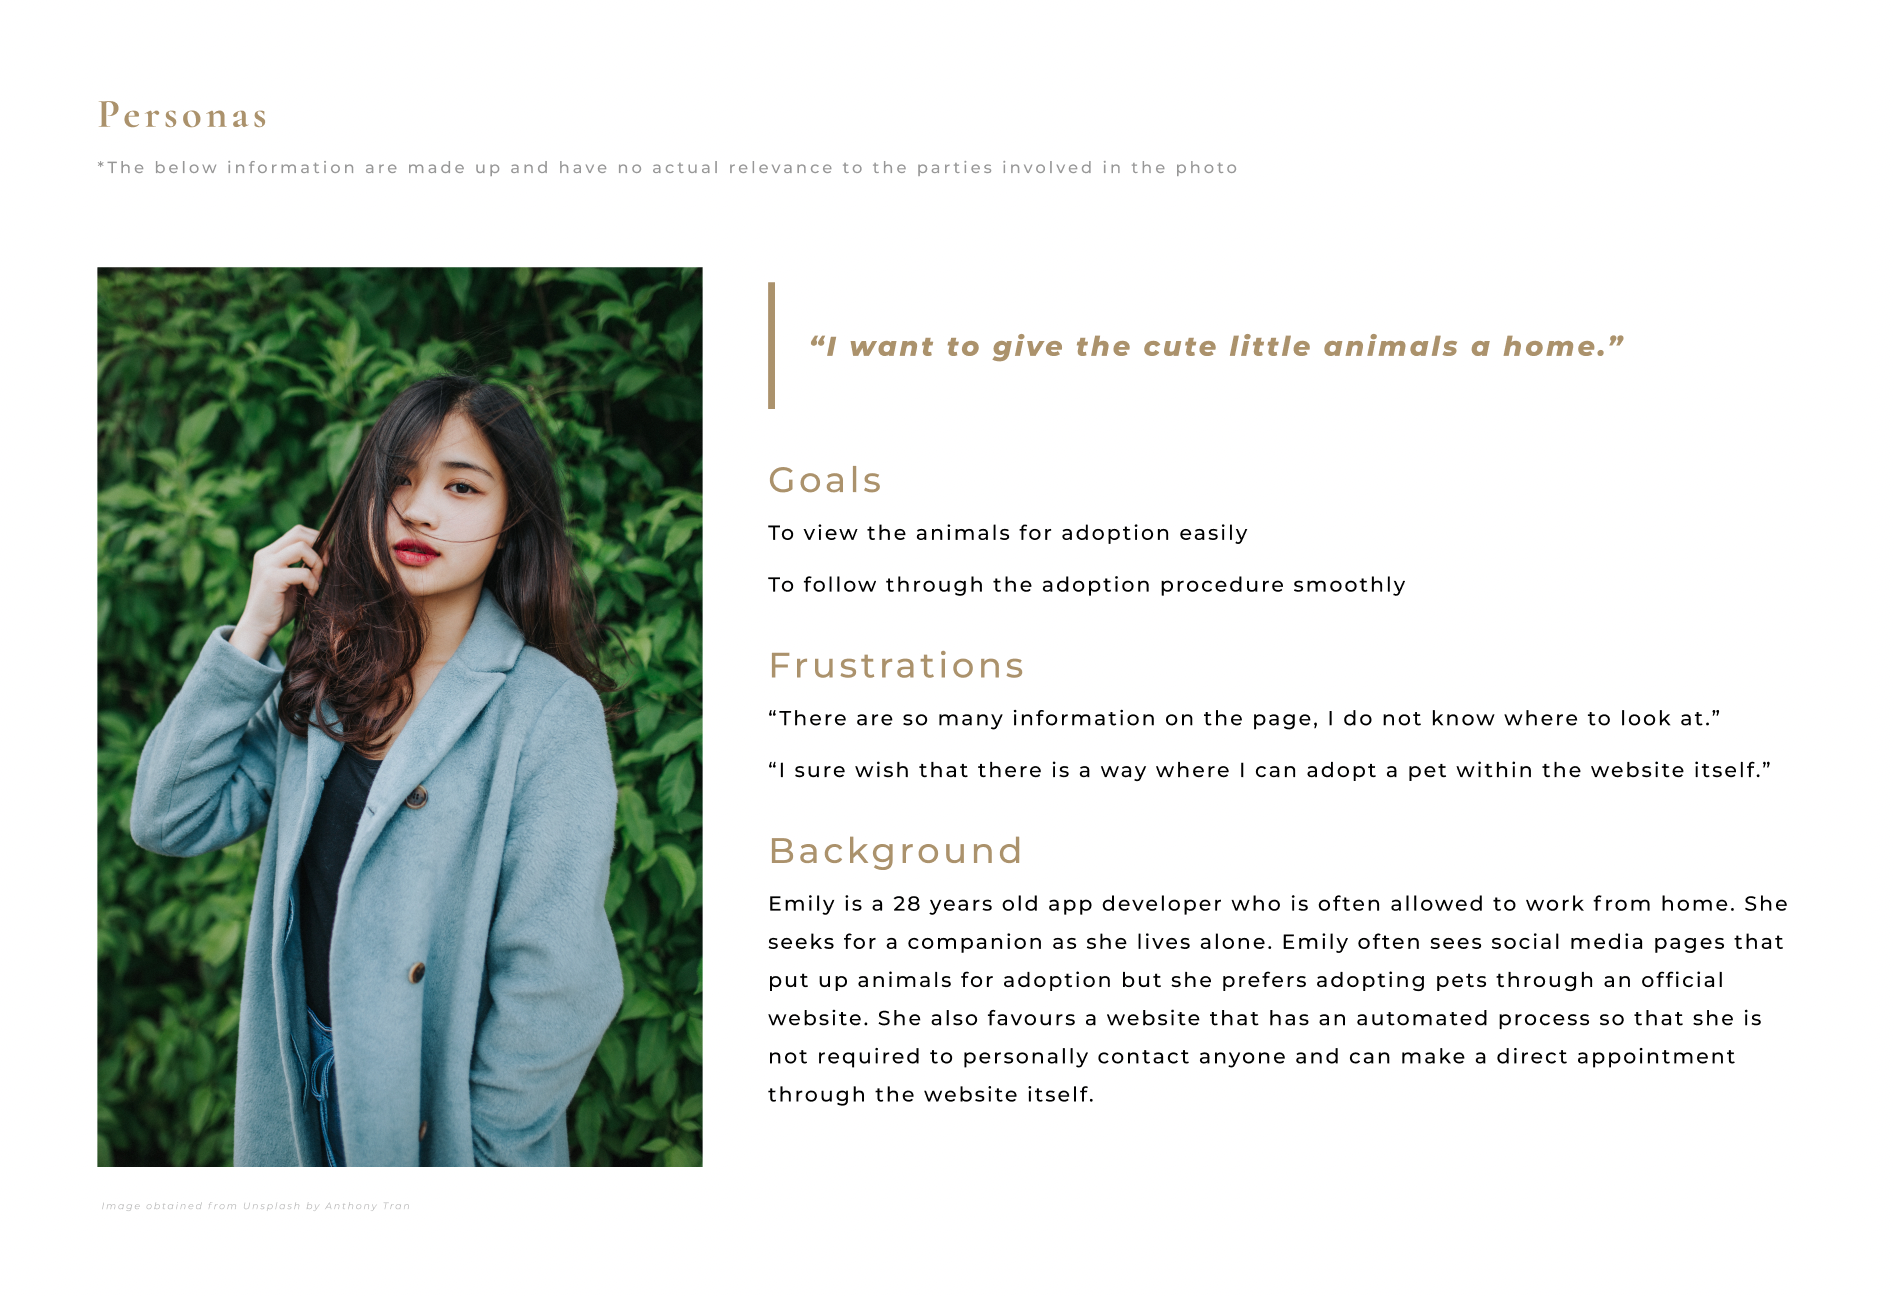 Personas
*The below information are made up and have no actual relevance to the parties involved in the photo
“I want to give the cute little animals a home.”
Goals
To view the animals for adoption easily
To follow through the adoption procedure smoothly
Frustrations
“There are so many information on the page, I do not know where to look at.”
“I sure wish that there is a way where I can adopt a pet within the website itself.”
Background
Emily is a 28 years old app developer who is often allowed to work from home. She
seeks for a companion as she lives alone. Emily often sees social media pages that
put up animals for adoption but she prefers adopting pets through an official
website. She also favours a website that has an automated process so that she is
not required to personally contact anyone and can make a direct appointment
through the website itself.
Image obtained from Unsplash by Anthony Tran